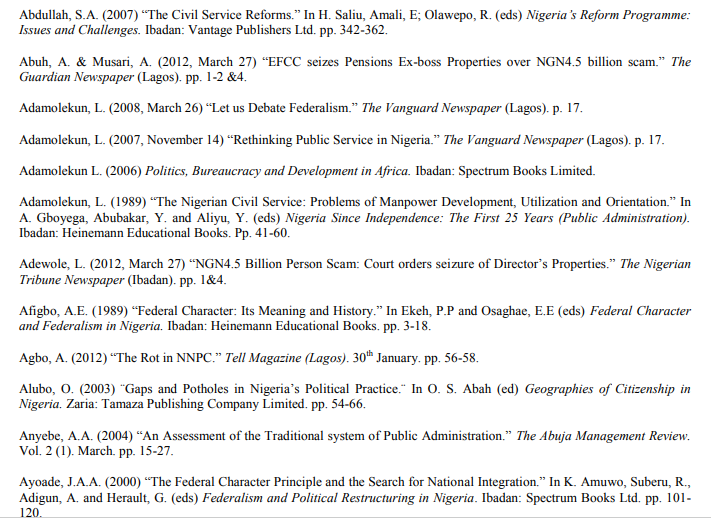 Abdullah, S.A. (2007) “The Civil Service Reforms.” In H. Saliu, Amali, E; Olawepo, R. (eds) Nigeria’s Reform Programme:
Issues and Challenges. Ibadan: Vantage Publishers Ltd. pp. 342-362.
Abuh, A. & Musari, A. (2012, March 27) “EFCC seizes Pensions Ex-boss Properties over NGN4.5 billion scam.” The
Guardian Newspaper (Lagos). pp. 1-2 &4.
Adamolekun, L. (2008, March 26) “Let us Debate Federalism.” The Vanguard Newspaper (Lagos). p. 17.
Adamolekun, L. (2007, November 14) “Rethinking Public Service in Nigeria.” The Vanguard Newspaper (Lagos). p. 17.
Adamolekun L. (2006) Politics, Bureaucracy and Development in Africa. Ibadan: Spectrum Books Limited.
Adamolekun, L. (1989) “The Nigerian Civil Service: Problems of Manpower Development, Utilization and Orientation.” In
A. Gboyega, Abubakar, Y. and Aliyu, Y. (eds) Nigeria Since Independence: The First 25 Years (Public Administration).
Ibadan: Heinemann Educational Books. Pp. 41-60.
Adewole, L. (2012, March 27) “NGN4.5 Billion Person Scam: Court orders seizure of Director’s Properties.” The Nigerian
Tribune Newspaper (Ibadan). pp. 1&4.
Afigbo, A.E. (1989) “Federal Character: Its Meaning and History.” In Ekeh, P.P and Osaghae, E.E (eds) Federal Character
and Federalism in Nigeria. Ibadan: Heinemann Educational Books. pp. 3-18.
Agbo, A. (2012) “The Rot in NNPC.” Tell Magazine (Lagos). 30th January. pp. 56-58.
Alubo, O. (2003) ¨Gaps and Potholes in Nigeria’s Political Practice.¨ In O. S. Abah (ed) Geographies of Citizenship in
Nigeria. Zaria: Tamaza Publishing Company Limited. pp. 54-66.
Anyebe, A.A. (2004) “An Assessment of the Traditional system of Public Administration.” The Abuja Management Review.
Vol. 2 (1). March. pp. 15-27.
Ayoade, J.A.A. (2000) “The Federal Character Principle and the Search for National Integration.” In K. Amuwo, Suberu, R.,
Adigun, A. and Herault, G. (eds) Federalism and Political Restructuring in Nigeria. Ibadan: Spectrum Books Ltd. pp. 101-
120.